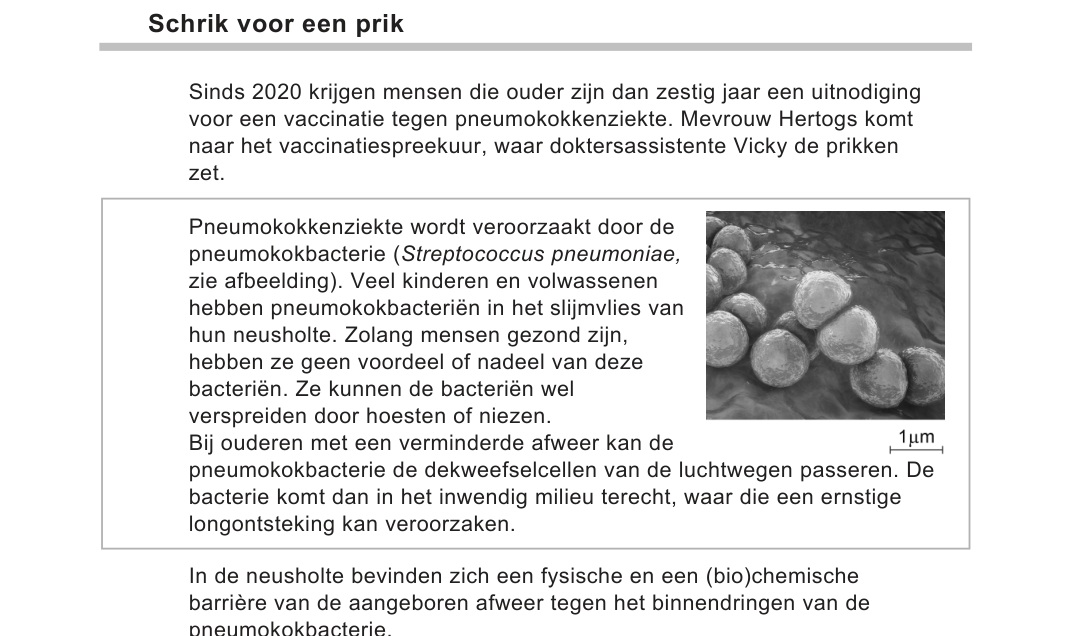 Schrik voor een prik
Sinds 2020 krijgen mensen die ouder zijn dan zestig jaar een uitnodiging
voor een vaccinatie tegen pneumokokkenziekte. Mevrouw Hertogs komt
naar het vaccinatiespreekuur, waar doktersassistente Vicky de prikken
zet.
Pneumokokkenziekte wordt veroorzaakt door de
pneumokokbacterie (Streptococcus pneumoniae,
zie afbeelding). Veel kinderen en volwassenen
hebben pneumokokbacteriën in het slijmvlies van
hun neusholte. Zolang mensen gezond zijn,
hebben ze geen voordeel of nadeel van deze
bacteriën. Ze kunnen de bacteriën wel
verspreiden door hoesten of niezen.
Bij ouderen met een verminderde afweer kan de
pneumokokbacterie de dekweefselcellen van de luchtwegen passeren. De
bacterie komt dan in het inwendig milieu terecht, waar die een ernstige
longontsteking kan veroorzaken.
1μm
In de neusholte bevinden zich een fysische en een (bio)chemische
barrière van de aangeboren afweer tegen het binnendringen van de
pneumokokbacterie.